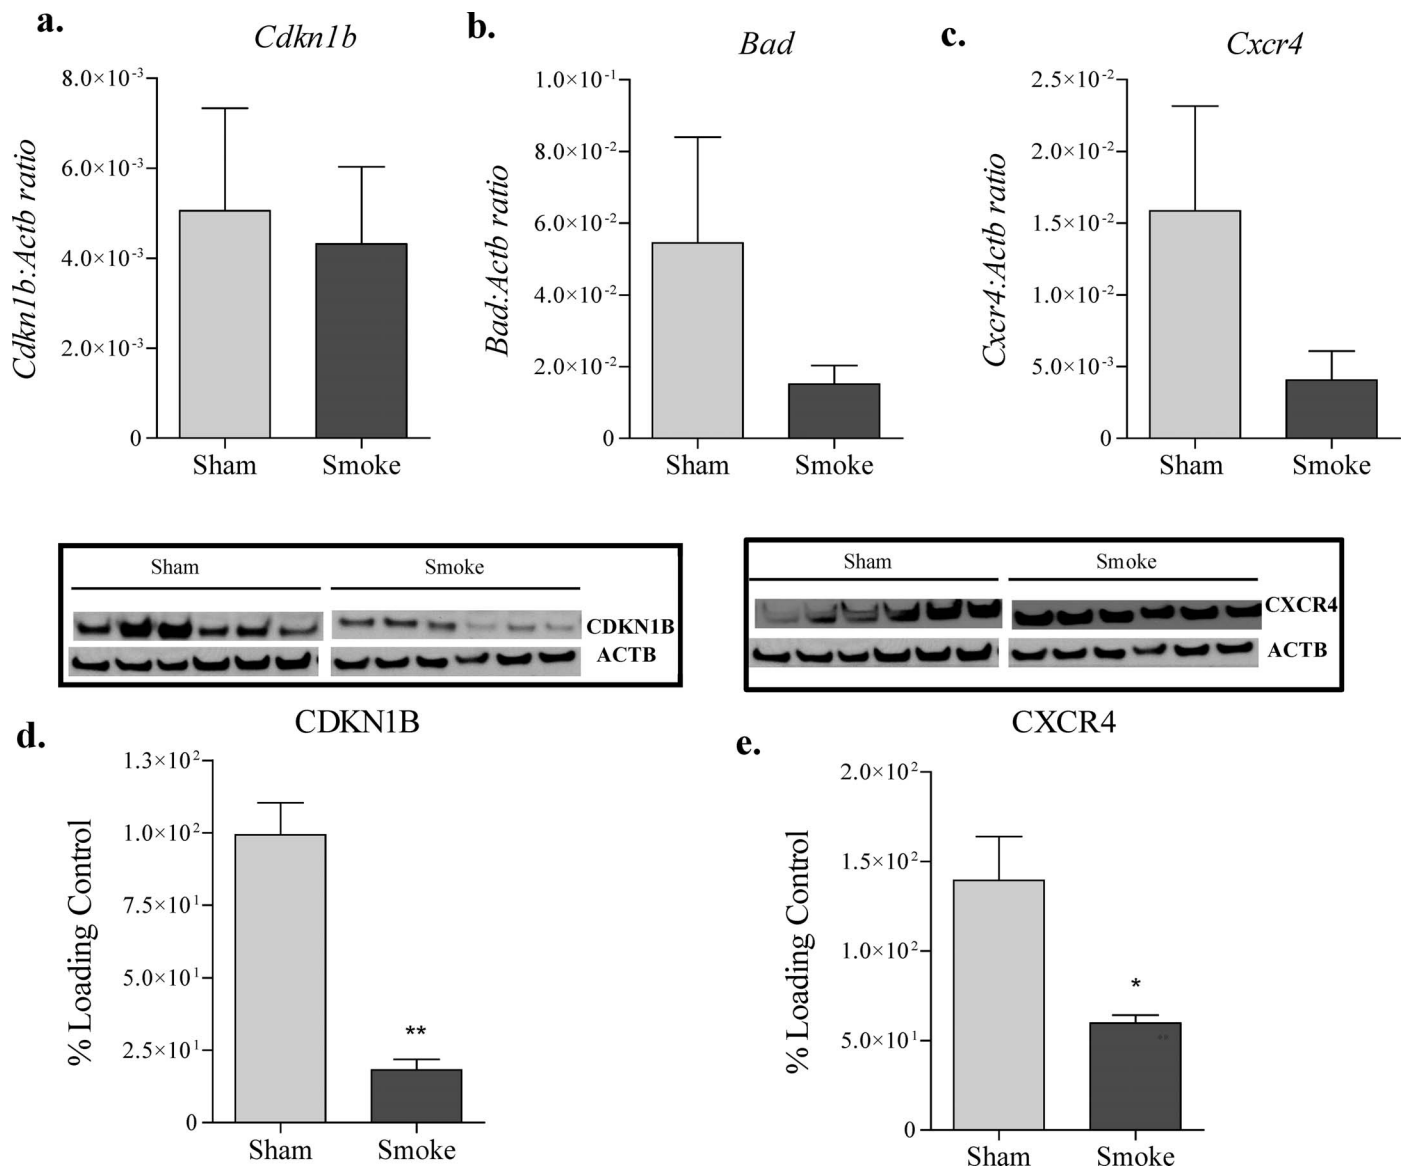 a.
Cdkn1b
Cdkn1b:Actb ratio
8.0×10⁻³
6.0×10⁻³
4.0×10⁻³
2.0×10⁻³
0
Sham Smoke
b.
Bad
Bad:Actb ratio
1.0×10⁻¹
8.0×10⁻²
6.0×10⁻²
4.0×10⁻²
2.0×10⁻²
0
Sham Smoke
c.
Cxcr4
Cxcr4:Actb ratio
2.5×10⁻²
2.0×10⁻²
1.5×10⁻²
1.0×10⁻²
5.0×10⁻³
0
Sham Smoke
Sham Smoke
CDKN1B
ACTB
Sham Smoke
CXCR4
ACTB
d.
CDKN1B
% Loading Control
1.3×10²
1.0×10²
7.5×10¹
5.0×10¹
2.5×10¹
0
**
Sham Smoke
e.
CXCR4
% Loading Control
2.0×10²
1.5×10²
1.0×10²
5.0×10¹
0
*
**
Sham Smoke